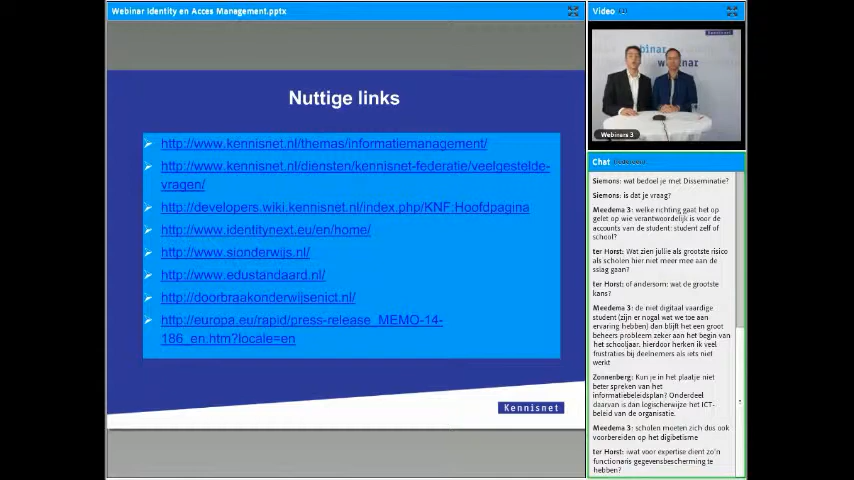 Webinar Identity en Acces Management.pptx
Nuttige links
http://www.kennisnet.nl/themas/informatiemanagement/
http://www.kennisnet.nl/diensten/kennisnet-federatie/veelgestelde-
vragen/
http://developers.wiki.kennisnet.nl/index.php/KNF:Hoofdpagina
http://www.identitynext.eu/en/home/
http://www.sionderwijs.nl/
http://www.edustandaard.nl/
http://doorbraakonderwijsenict.nl/
http://europa.eu/rapid/press-release_MEMO-14-
186_en.htm?locale=en
Kennisnet
Video
Kennisnet
webinar
Webinars 3
Chat
Siemons: wat bedoel je met Disseminatie?
Siemons: is dat je vraag?
Meedema 3: welke richting gaat het op
gelet op wie verantwoordelijk is voor de
accounts van de student: student zelf of
school?
ter Horst: Wat zien jullie als grootste risico
als scholen hier niet meer mee aan de
sslag gaan?
ter Horst: of andersom: wat de grootste
kans?
Meedema 3: de niet digitaal vaardige
student (zijn er nogal wat we toe aan
ervaring hebben) dan blijft het een groot
beheers probleem zeker aan het begin van
het schooljaar. hierdoor herken ik veel
frustraties bij deelnemers als iets niet
werkt
Zonnenberg: Kun je in het plaatje niet
beter spreken van het
informatiebeleidsplan? Onderdeel
daarvan is dan logischerwijze het ICT-
beleid van de organisatie.
Meedema 3: scholen moeten zich dus ook
voorbereiden op het digibetisme
ter Horst: iwat voor expertise dient zo'n
functionaris gegevensbescherming te
hebben?